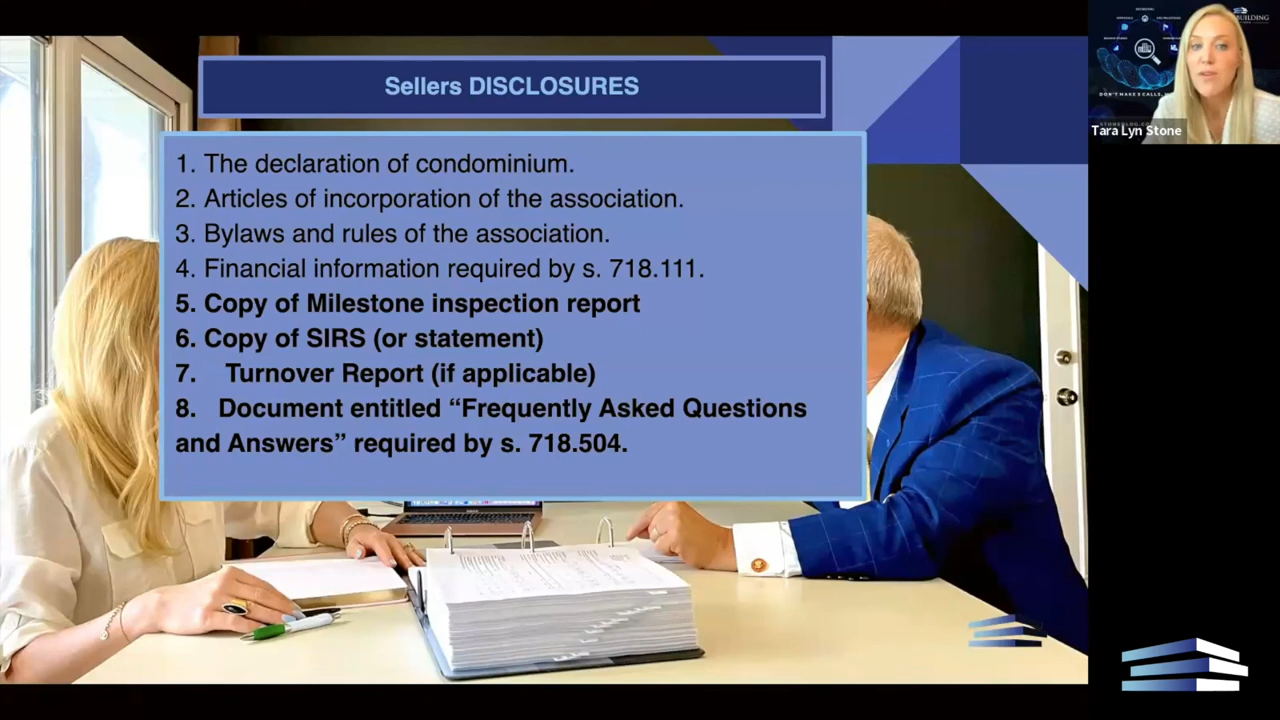 Sellers DISCLOSURES
1. The declaration of condominium.
2. Articles of incorporation of the association.
3. Bylaws and rules of the association.
4. Financial information required by s. 718.111.
5. Copy of Milestone inspection report
6. Copy of SIRS (or statement)
7. Turnover Report (if applicable)
8. Document entitled “Frequently Asked Questions
and Answers” required by s. 718.504.
BUILDING
Tara Lyn Stone